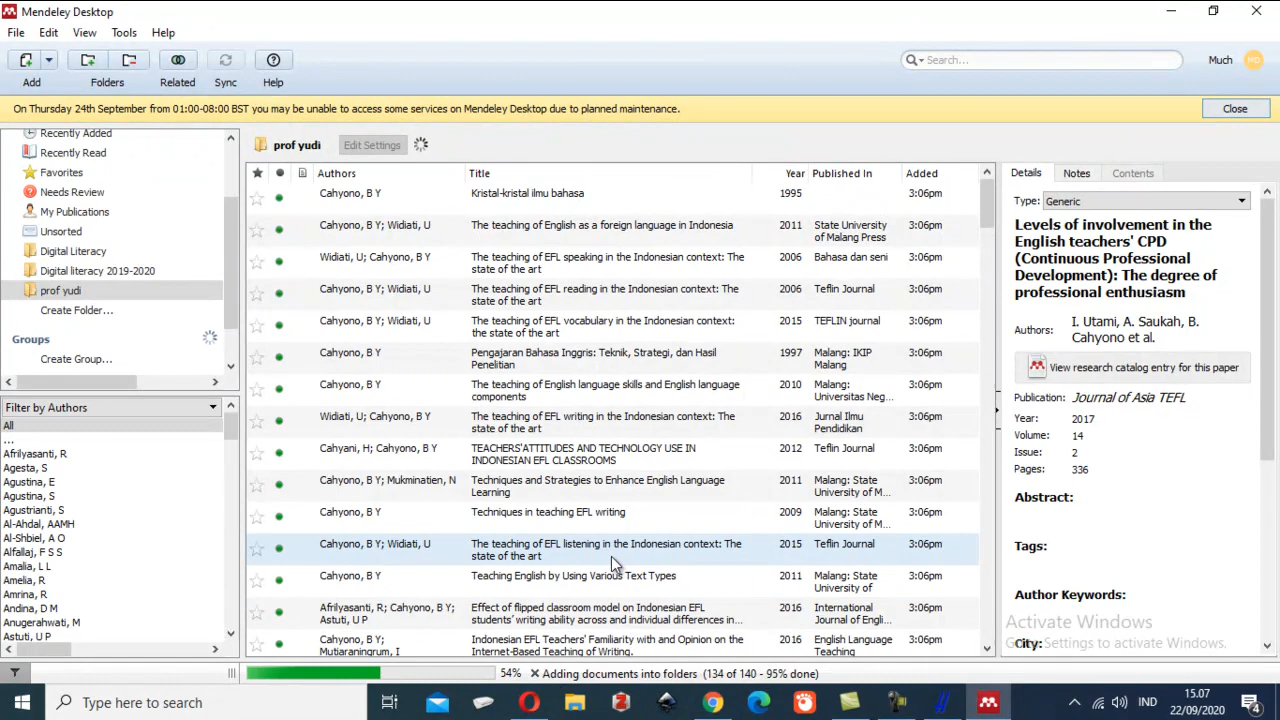 Mendeley Desktop
File Edit View Tools Help
Add Folders Related Sync Help
Search...
Much
MD
On Thursday 24th September from 01:00-08:00 BST you may be unable to access some services on Mendeley Desktop due to planned maintenance.
Close
Recently Added
Recently Read
Favorites
Needs Review
My Publications
Unsorted
Digital Literacy
Digital literacy 2019-2020
prof yudi
Create Folder...
Groups
Create Group...
Filter by Authors
All
...
Afrilyasanti, R
Agesta, S
Agustina, E
Agustina, S
Agustrianti, S
Al-Ahdal, AAMH
Al-Shboul, M
Alfallaj, F S S
Amalia, L L
Amelia, R
Amrina, R
Andina, D M
Anugerahwati, M
Astuti, U P
prof yudi
Edit Settings
Authors Title Year Published In Added
Cahyono, B Y Kristal-kristal ilmu bahasa 1995 3:06pm
Cahyono, B Y; Widiati, U The teaching of English as a foreign language in Indonesia 2011 State University 3:06pm
of Malang Press
Widiati, U; Cahyono, B Y The teaching of EFL speaking in the Indonesian context: The 2006 Bahasa dan seni 3:06pm
state of the art
Cahyono, B Y; Widiati, U The teaching of EFL reading in the Indonesian context: The 2006 Teflin Journal 3:06pm
state of the art
Cahyono, B Y; Widiati, U The teaching of EFL vocabulary in the Indonesian context: 2015 TEFLIN journal 3:06pm
the state of the art
Cahyono, B Y Pengajaran Bahasa Inggris: Teknik, Strategi, dan Hasil 1997 Malang: IKIP 3:06pm
Penelitian Malang
Cahyono, B Y The teaching of English language skills and English language 2010 Malang: 3:06pm
components Universitas Neg...
Widiati, U; Cahyono, B Y The teaching of EFL writing in the Indonesian context: The 2016 Jurnal Ilmu 3:06pm
state of the art Pendidikan
Cahyani, H; Cahyono, B Y TEACHERS'ATTITUDES AND TECHNOLOGY USE IN 2012 Teflin Journal 3:06pm
INDONESIAN EFL CLASSROOMS
Cahyono, B Y; Mukminatien, N Techniques and Strategies to Enhance English Language 2011 Malang: State 3:06pm
Learning University of M...
Cahyono, B Y Techniques in teaching EFL writing 2009 Malang: State 3:06pm
University of M...
Cahyono, B Y; Widiati, U The teaching of EFL listening in the Indonesian context: The 2015 Teflin Journal 3:06pm
state of the art
Cahyono, B Y Teaching English by Using Various Text Types 2011 Malang: State 3:06pm
University of
Afrilyasanti, R; Cahyono, B Y; Effect of flipped classroom model on Indonesian EFL 2016 International 3:06pm
Astuti, U P students' writing ability across and individual differences in... Journal of Engli...
Cahyono, B Y; Indonesian EFL Teachers' Familiarity with and Opinion on the 2016 English Language 3:06pm
Mutiaraningrum, I Internet-Based Teaching of Writing. Teaching
Details Notes Contents
Type: Generic
Levels of involvement in the
English teachers' CPD
(Continuous Professional
Development): The degree of
professional enthusiasm
Authors: I. Utami, A. Saukah, B.
Cahyono et al.
View research catalog entry for this paper
Publication: Journal of Asia TEFL
Year: 2017
Volume: 14
Issue: 2
Pages: 336
Abstract:
Tags:
Author Keywords:
City:
Activate Windows
Go to Settings to activate Windows.
54% Adding documents into folders (134 of 140 - 95% done)
Type here to search
IND
15.07
22/09/2020
4